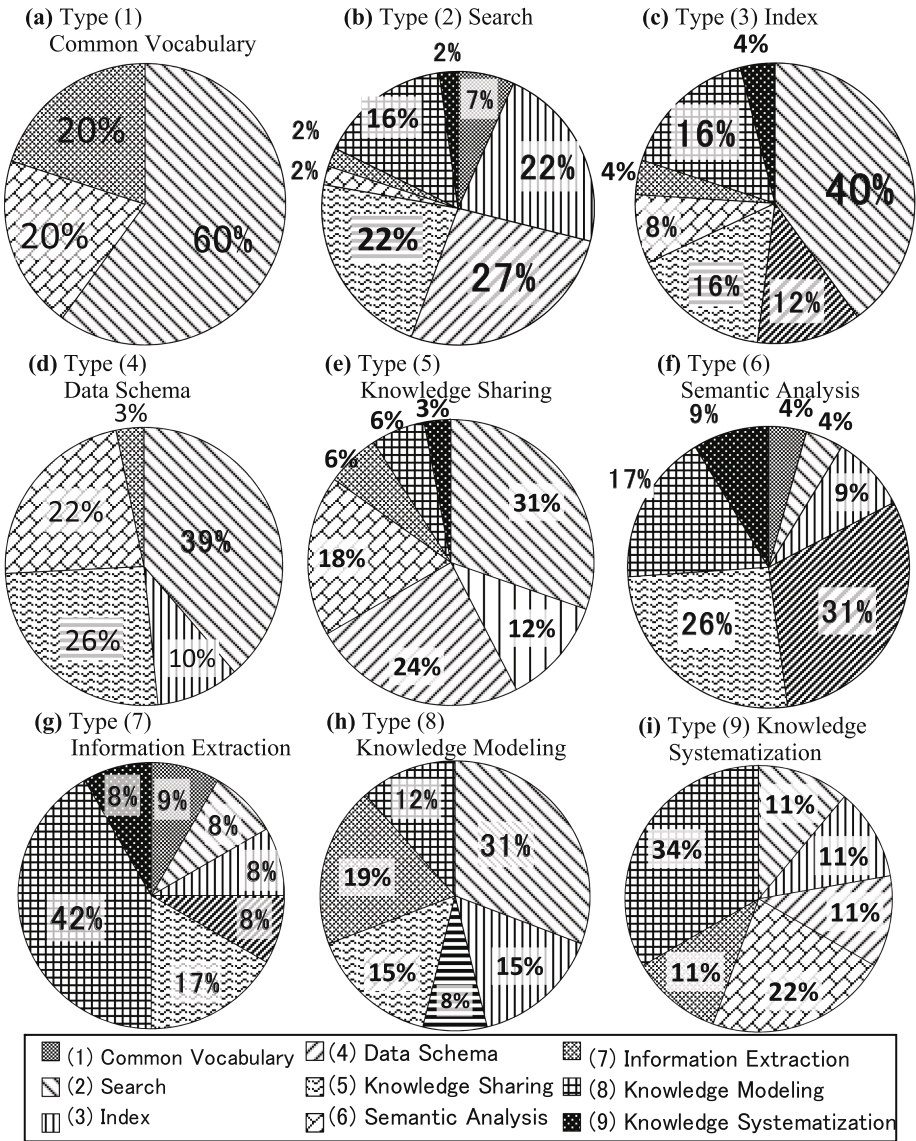 (a) Type (1)
Common Vocabulary
20%
20%
60%
(b) Type (2) Search
2%
7%
16%
2%
2%
22%
22%
27%
(c) Type (3) Index
4%
16%
4%
40%
8%
16%
12%
(d) Type (4)
Data Schema
3%
22%
39%
26%
10%
(e) Type (5)
Knowledge Sharing
6%
3%
6%
31%
18%
12%
24%
(f) Type (6)
Semantic Analysis
9%
4%
4%
17%
9%
26%
31%
(g) Type (7)
Information Extraction
8%
9%
8%
8%
42%
8%
17%
(h) Type (8)
Knowledge Modeling
12%
31%
19%
15%
15%
8%
(i) Type (9) Knowledge
Systematization
11%
34%
11%
11%
11%
22%
(1) Common Vocabulary
(2) Search
(3) Index
(4) Data Schema
(5) Knowledge Sharing
(6) Semantic Analysis
(7) Information Extraction
(8) Knowledge Modeling
(9) Knowledge Systematization